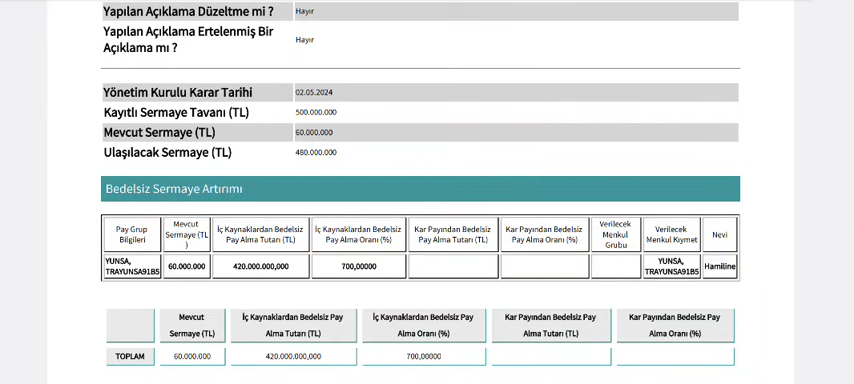 Yapılan Açıklama Düzeltme mi ? Hayır
Yapılan Açıklama Ertelenmiş Bir
Açıklama mı ? Hayır
Yönetim Kurulu Karar Tarihi 02.05.2024
Kayıtlı Sermaye Tavanı (TL) 500.000.000
Mevcut Sermaye (TL) 60.000.000
Ulaşılacak Sermaye (TL) 480.000.000
Bedelsiz Sermaye Artırımı
Pay Grup Bilgileri Mevcut Sermaye (TL ) İç Kaynaklardan Bedelsiz Pay Alma Tutarı (TL) İç Kaynaklardan Bedelsiz Pay Alma Oranı (%) Kar Payından Bedelsiz Pay Alma Tutarı (TL) Kar Payından Bedelsiz Pay Alma Oranı (%) Verilecek Menkul Grubu Verilecek Menkul Kıymet Nevi
YUNSA, TRAYUNSA91B5 60.000.000 420.000.000,000 700,00000 YUNSA, TRAYUNSA91B5 Hamiline
Mevcut Sermaye (TL) İç Kaynaklardan Bedelsiz Pay Alma Tutarı (TL) İç Kaynaklardan Bedelsiz Pay Alma Oranı (%) Kar Payından Bedelsiz Pay Alma Tutarı (TL) Kar Payından Bedelsiz Pay Alma Oranı (%)
TOPLAM 60.000.000 420.000.000,000 700,00000